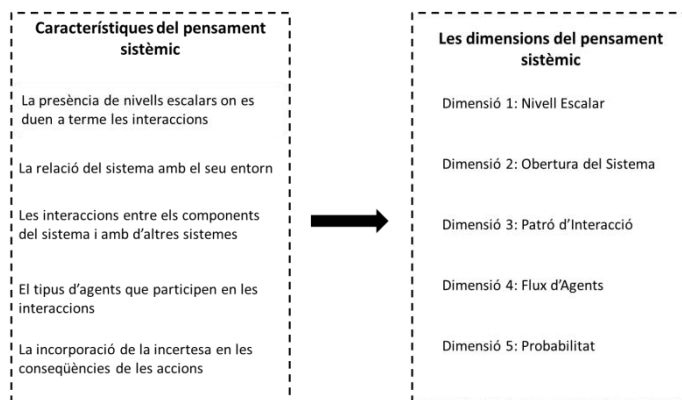 Característiques del pensament
sistèmic
La presència de nivells escalars on es
duen a terme les interaccions
La relació del sistema amb el seu entorn
Les interaccions entre els components
del sistema i amb d'altres sistemes
El tipus d'agents que participen en les
interaccions
La incorporació de la incertesa en les
conseqüències de les accions
Les dimensions del pensament
sistèmic
Dimensió 1: Nivell Escalar
Dimensió 2: Obertura del Sistema
Dimensió 3: Patró d'Interacció
Dimensió 4: Flux d'Agents
Dimensió 5: Probabilitat